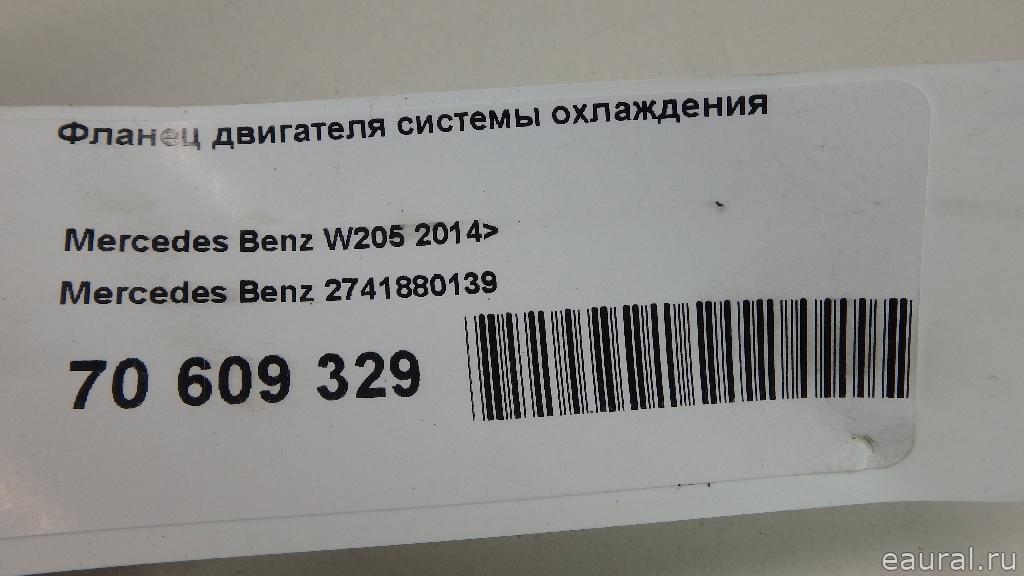 Фланец двигателя системы охлаждения
Mercedes Benz W205 2014>
Mercedes Benz 2741880139
70 609 329
eaural.ru